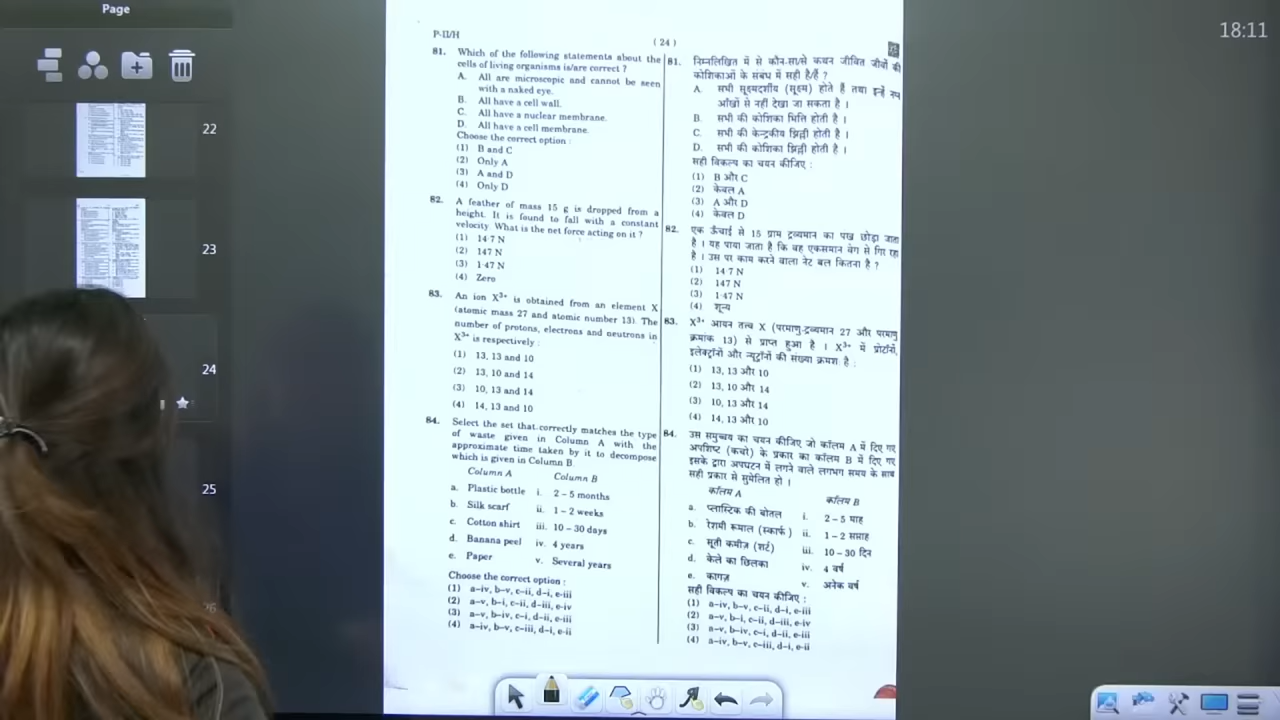 Page
18:11
22
23
24
25
26
P-II/H
( 24 )
81. Which of the following statements about the
cells of living organisms is/are correct ?
A. All are microscopic and cannot be seen
with a naked eye.
B. All have a cell wall.
C. All have a nuclear membrane.
D. All have a cell membrane.
Choose the correct option :
(1) B and C
(2) Only A
(3) A and D
(4) Only D
82. A feather of mass 15 g is dropped from a
height. It is found to fall with a constant
velocity. What is the net force acting on it ?
(1) 14·7 N
(2) 147 N
(3) 1·47 N
(4) Zero
83. An ion X³⁺ is obtained from an element X
(atomic mass 27 and atomic number 13). The
number of protons, electrons and neutrons in
X³⁺ is respectively :
(1) 13, 13 and 10
(2) 13, 10 and 14
(3) 10, 13 and 14
(4) 14, 13 and 10
84. Select the set that correctly matches the type
of waste given in Column A with the
approximate time taken by it to decompose
which is given in Column B.
Column A Column B
a. Plastic bottle i. 2 – 5 months
b. Silk scarf ii. 1 – 2 weeks
c. Cotton shirt iii. 10 – 30 days
d. Banana peel iv. 4 years
e. Paper v. Several years
Choose the correct option :
(1) a–iv, b–v, c–ii, d–i, e-iii
(2) a–v, b–i, c–ii, d–iii, e-iv
(3) a–v, b–iv, c–i, d–ii, e-iii
(4) a–iv, b–v, c–iii, d–i, e-ii
81. निम्नलिखित में से कौन-सा/से कथन जीवित जीवों की
कोशिकाओं के संबंध में सही है/हैं ?
A. सभी सूक्ष्मदर्शीय (सूक्ष्म) होते हैं तथा इन्हें नग्न
आँखों से नहीं देखा जा सकता है ।
B. सभी की कोशिका भित्ति होती है ।
C. सभी की केन्द्रकीय झिल्ली होती है ।
D. सभी की कोशिका झिल्ली होती है ।
सही विकल्प का चयन कीजिए :
(1) B और C
(2) केवल A
(3) A और D
(4) केवल D
82. एक ऊँचाई से 15 ग्राम द्रव्यमान का पंख छोड़ा जाता
है । यह पाया जाता है कि वह एकसमान वेग से गिर रहा
है । उस पर काम करने वाला नेट बल कितना है ?
(1) 14·7 N
(2) 147 N
(3) 1·47 N
(4) शून्य
83. X³⁺ आयन तत्व X (परमाणु-द्रव्यमान 27 और परमाणु
क्रमांक 13) से प्राप्त हुआ है । X³⁺ में प्रोटॉनों,
इलेक्ट्रॉनों और न्यूट्रॉनों की संख्या क्रमशः है :
(1) 13, 13 और 10
(2) 13, 10 और 14
(3) 10, 13 और 14
(4) 14, 13 और 10
84. उस समुच्चय का चयन कीजिए जो कॉलम A में दिए गए
अपशिष्ट (कचरे) के प्रकार का कॉलम B में दिए गए
इसके द्वारा अपघटन में लगने वाले लगभग समय के साथ
सही प्रकार से सुमेलित हो ।
कॉलम A कॉलम B
a. प्लास्टिक की बोतल i. 2 – 5 माह
b. रेशमी रूमाल (स्कार्फ) ii. 1 – 2 सप्ताह
c. सूती कमीज़ (शर्ट) iii. 10 – 30 दिन
d. केले का छिलका iv. 4 वर्ष
e. कागज़ v. अनेक वर्ष
सही विकल्प का चयन कीजिए :
(1) a–iv, b–v, c–ii, d–i, e-iii
(2) a–v, b–i, c–ii, d–iii, e-iv
(3) a–v, b–iv, c–i, d–ii, e-iii
(4) a–iv, b–v, c–iii, d–i, e-ii